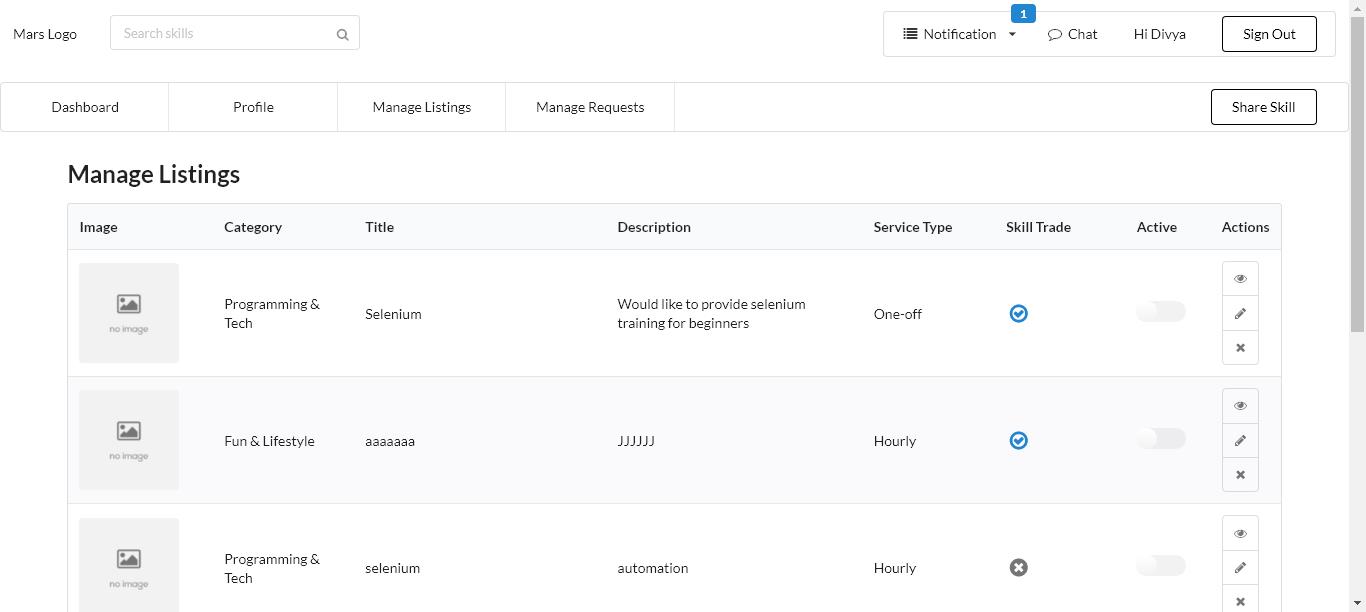 1
Mars Logo
Search skills
Notification
Chat
Hi Divya
Sign Out
Dashboard
Profile
Manage Listings
Manage Requests
Share Skill
Manage Listings
Image
Category
Title
Description
Service Type
Skill Trade
Active
Actions
no image
Programming &
Tech
Selenium
Would like to provide selenium
training for beginners
One-off
no image
Fun & Lifestyle
aaaaaaa
JJJJJJ
Hourly
no image
Programming &
Tech
selenium
automation
Hourly